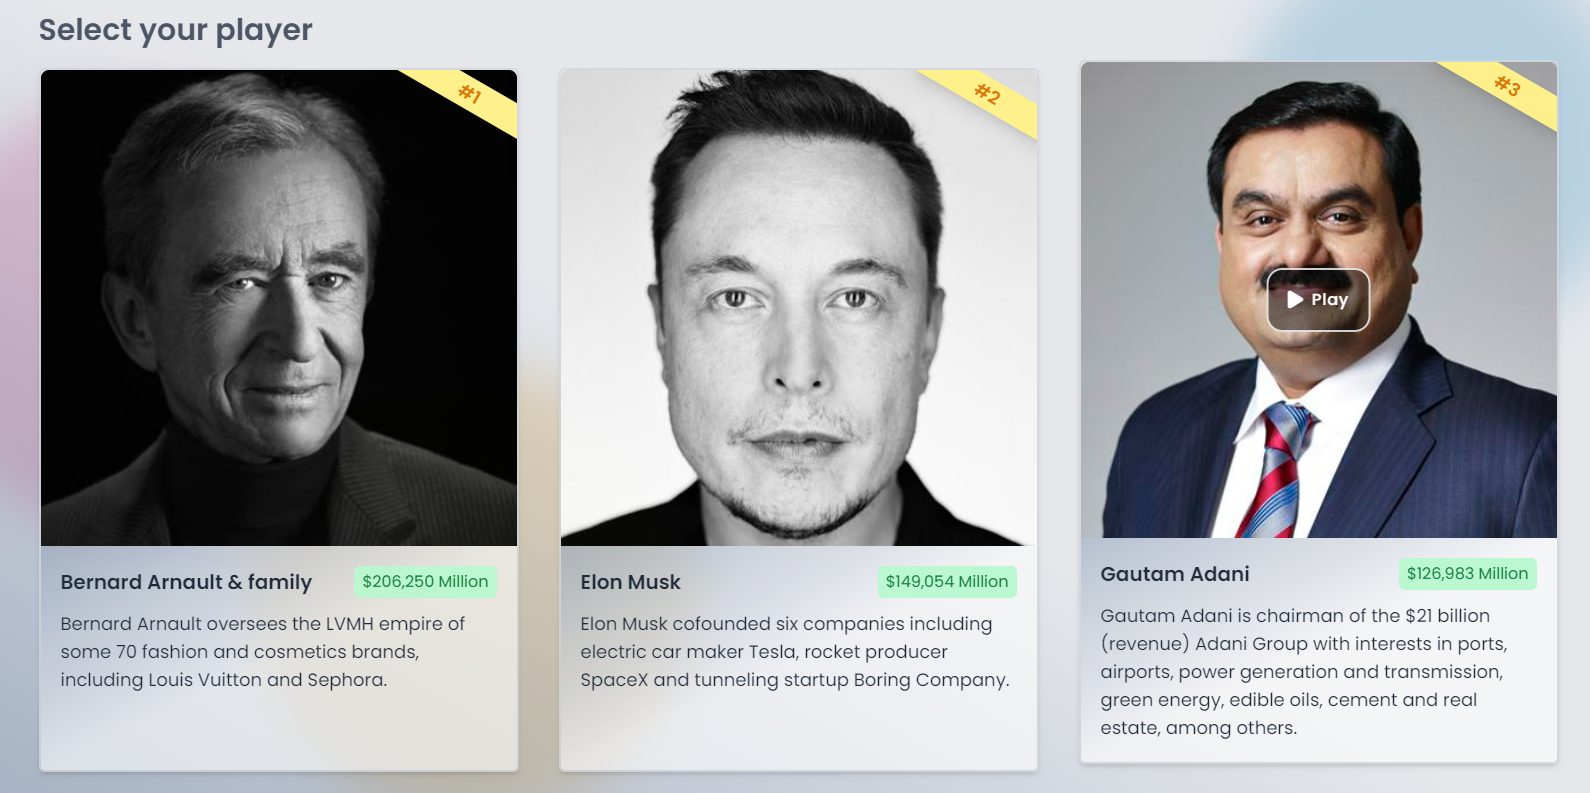 Select your player
#1
Bernard Arnault & family
$206,250 Million
Bernard Arnault oversees the LVMH empire of
some 70 fashion and cosmetics brands,
including Louis Vuitton and Sephora.
#2
Elon Musk
$149,054 Million
Elon Musk cofounded six companies including
electric car maker Tesla, rocket producer
SpaceX and tunneling startup Boring Company.
#3
Play
Gautam Adani
$126,983 Million
Gautam Adani is chairman of the $21 billion
(revenue) Adani Group with interests in ports,
airports, power generation and transmission,
green energy, edible oils, cement and real
estate, among others.